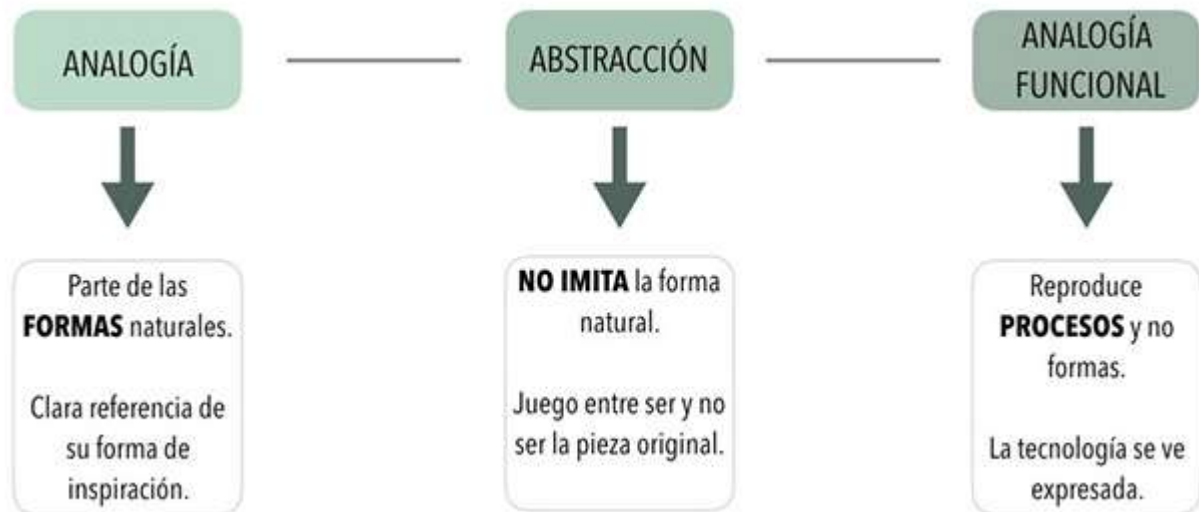 ANALOGÍA
ABSTRACCIÓN
ANALOGÍA
FUNCIONAL
Parte de las
FORMAS naturales.
Clara referencia de
su forma de
inspiración.
NO IMITA la forma
natural.
Juego entre ser y no
ser la pieza original.
Reproduce
PROCESOS y no
formas.
La tecnología se ve
expresada.